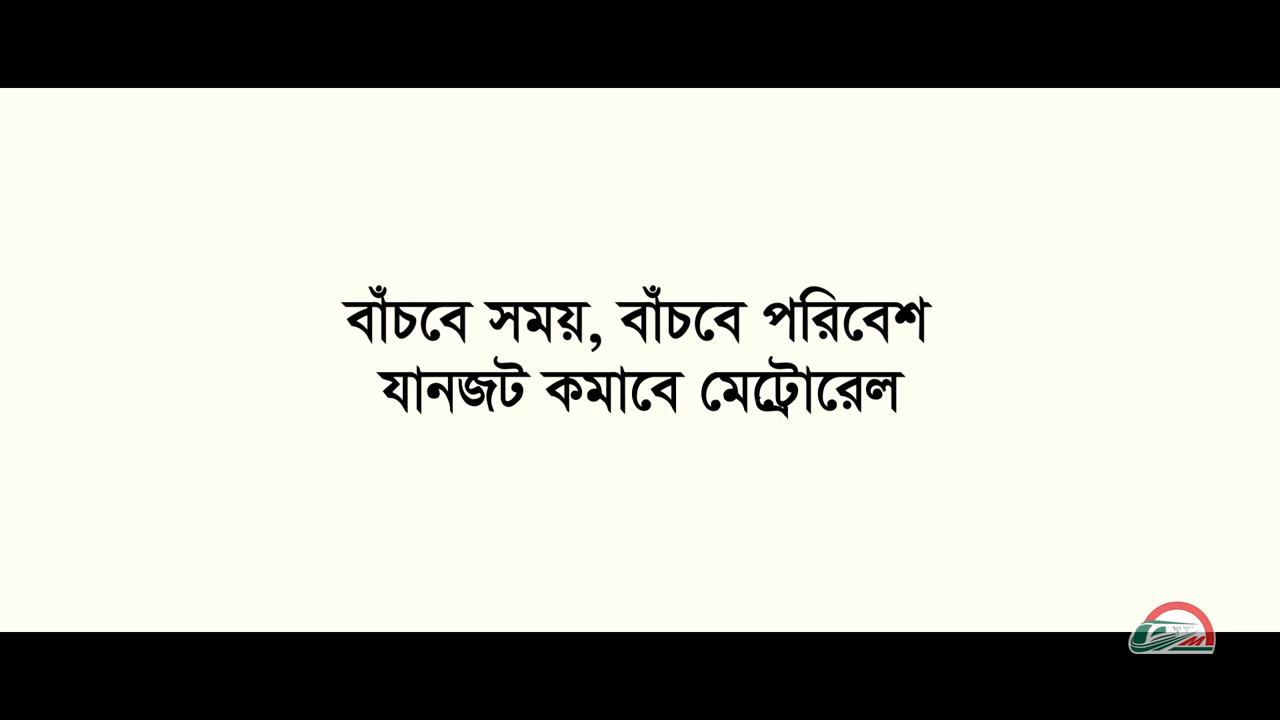 বাঁচবে সময়, বাঁচবে পরিবেশ
যানজট কমাবে মেট্রোরেল